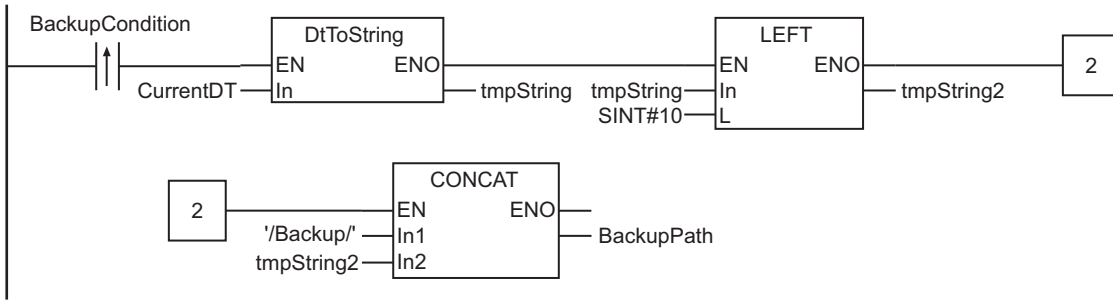 BackupCondition
DtToString
LEFT
EN ENO EN ENO 2
CurrentDT In tmpString tmpString In tmpString2
SINT#10 L
CONCAT
2 EN ENO
'/Backup/' In1 BackupPath
tmpString2 In2